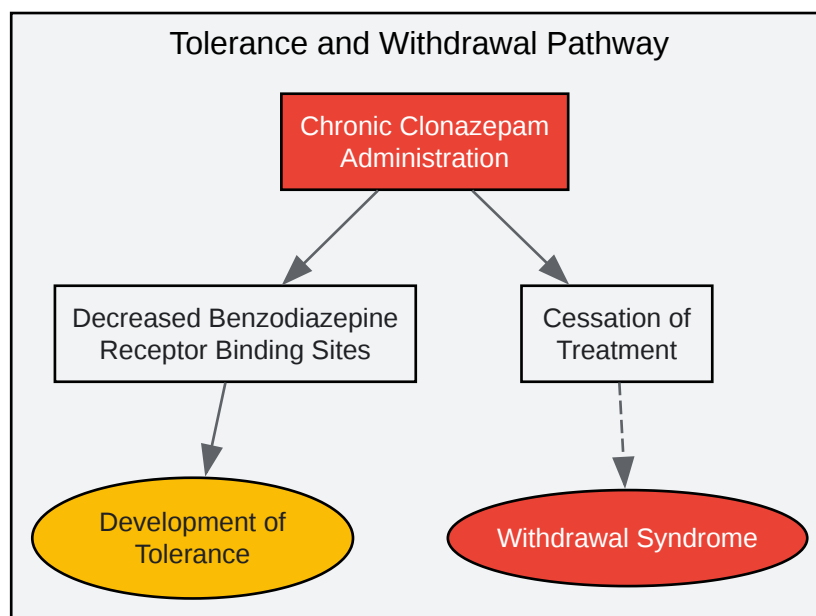 Tolerance and Withdrawal Pathway
Chronic Clonazepam
Administration
Decreased Benzodiazepine
Receptor Binding Sites
Cessation of
Treatment
Development of
Tolerance
Withdrawal Syndrome